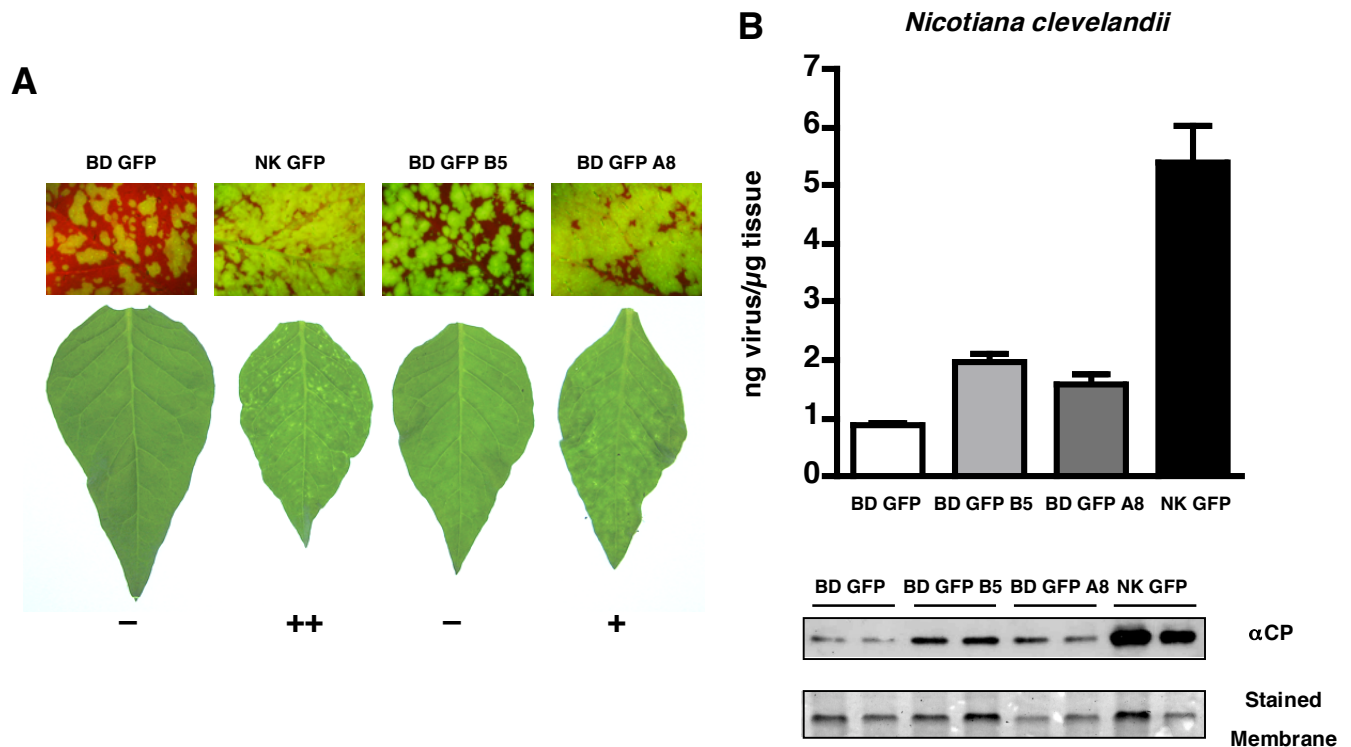 A
BD GFP
NK GFP
BD GFP B5
BD GFP A8
–
++
–
+
B
Nicotiana clevelandii
ng virus/µg tissue
7
6
5
4
3
2
1
0
BD GFP
BD GFP B5
BD GFP A8
NK GFP
BD GFP
BD GFP B5
BD GFP A8
NK GFP
αCP
Stained
Membrane